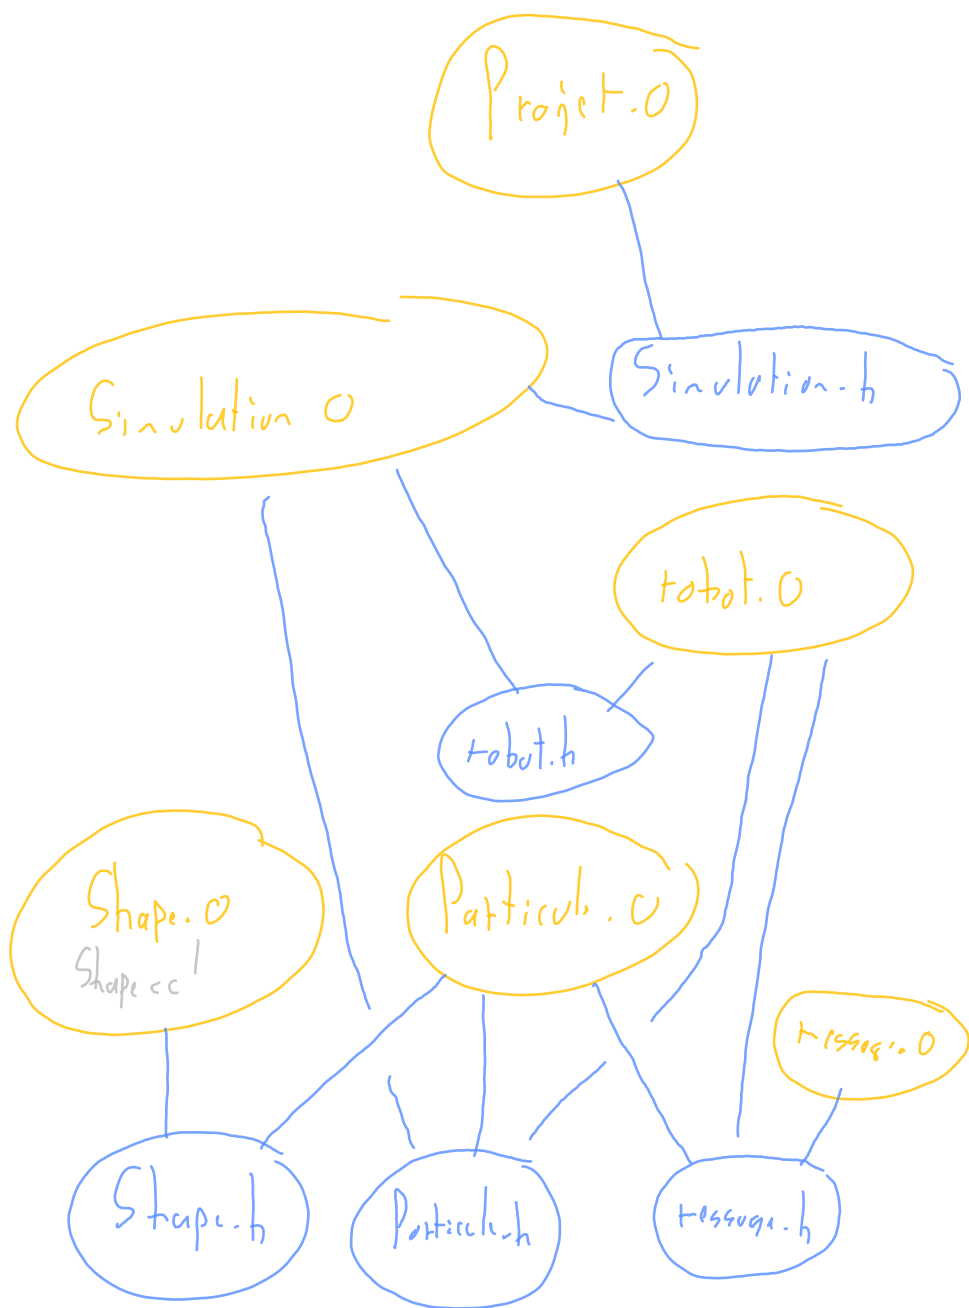 Projet.o
Simulation.h
Simulation o
robot.o
robot.h
Shape.o
Shape cc
Particule.o
message.o
Shape.h
Particule.h
message.h